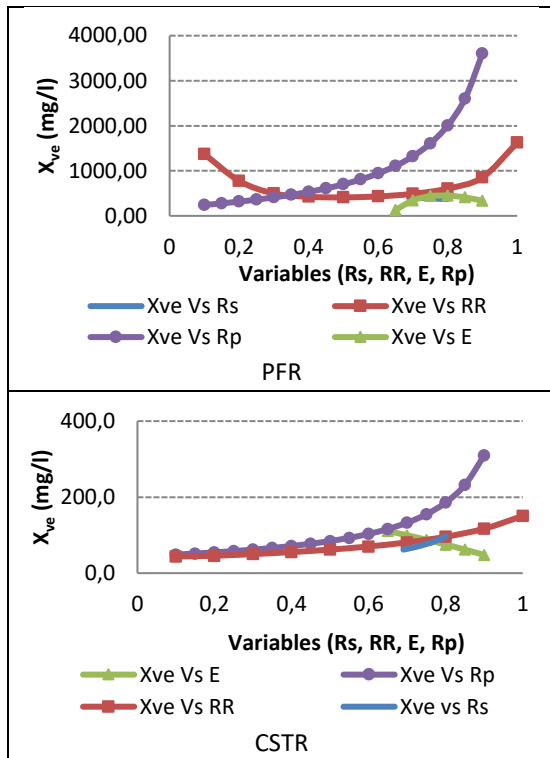 4000,00
3000,00
2000,00
1000,00
0,00
Xve (mg/l)
0 0,2 0,4 0,6 0,8 1
Variables (Rs, RR, E, Rp)
Xve Vs Rs Xve Vs RR
Xve Vs Rp Xve Vs E
PFR
400,0
200,0
0,0
Xve (mg/l)
0 0,2 0,4 0,6 0,8 1
Variables (Rs, RR, E, Rp)
Xve Vs E Xve Vs Rp
Xve Vs RR Xve vs Rs
CSTR